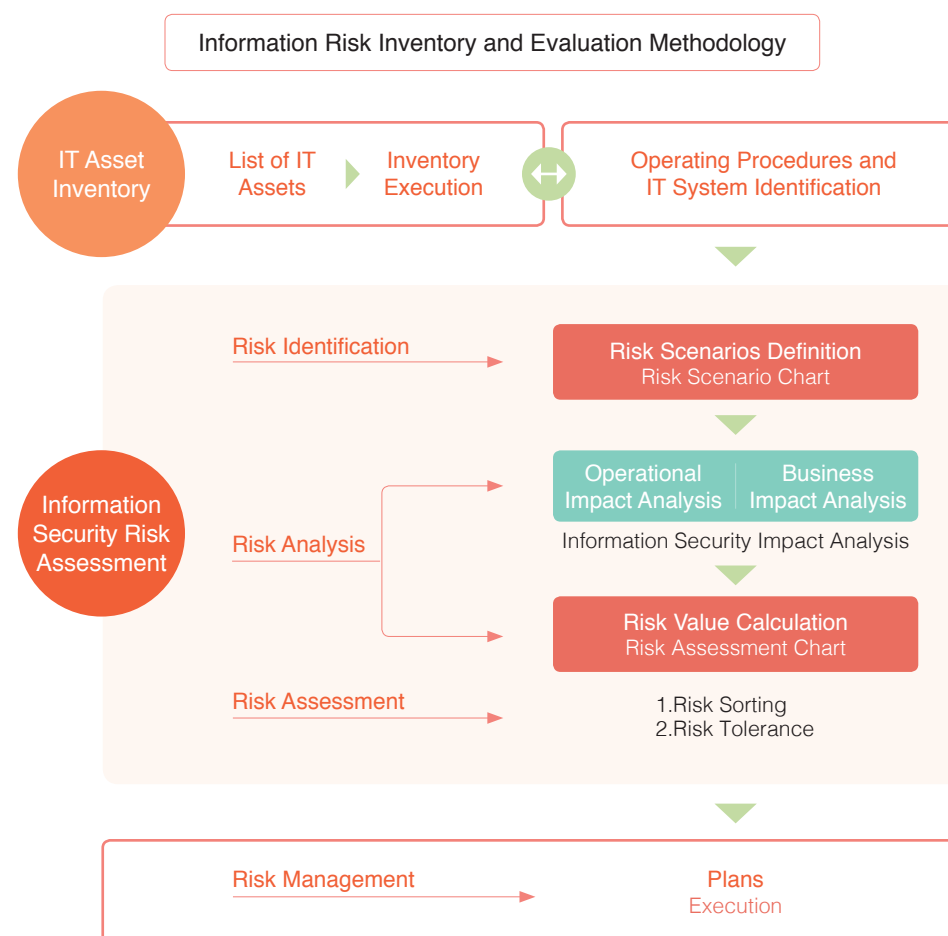 Information Risk Inventory and Evaluation Methodology
IT Asset
Inventory
List of IT
Assets
Inventory
Execution
Operating Procedures and
IT System Identification
Risk Identification
Risk Scenarios Definition
Risk Scenario Chart
Information
Security Risk
Assessment
Risk Analysis
Operational
Impact Analysis
Business
Impact Analysis
Information Security Impact Analysis
Risk Value Calculation
Risk Assessment Chart
Risk Assessment
1.Risk Sorting
2.Risk Tolerance
Risk Management
Plans
Execution